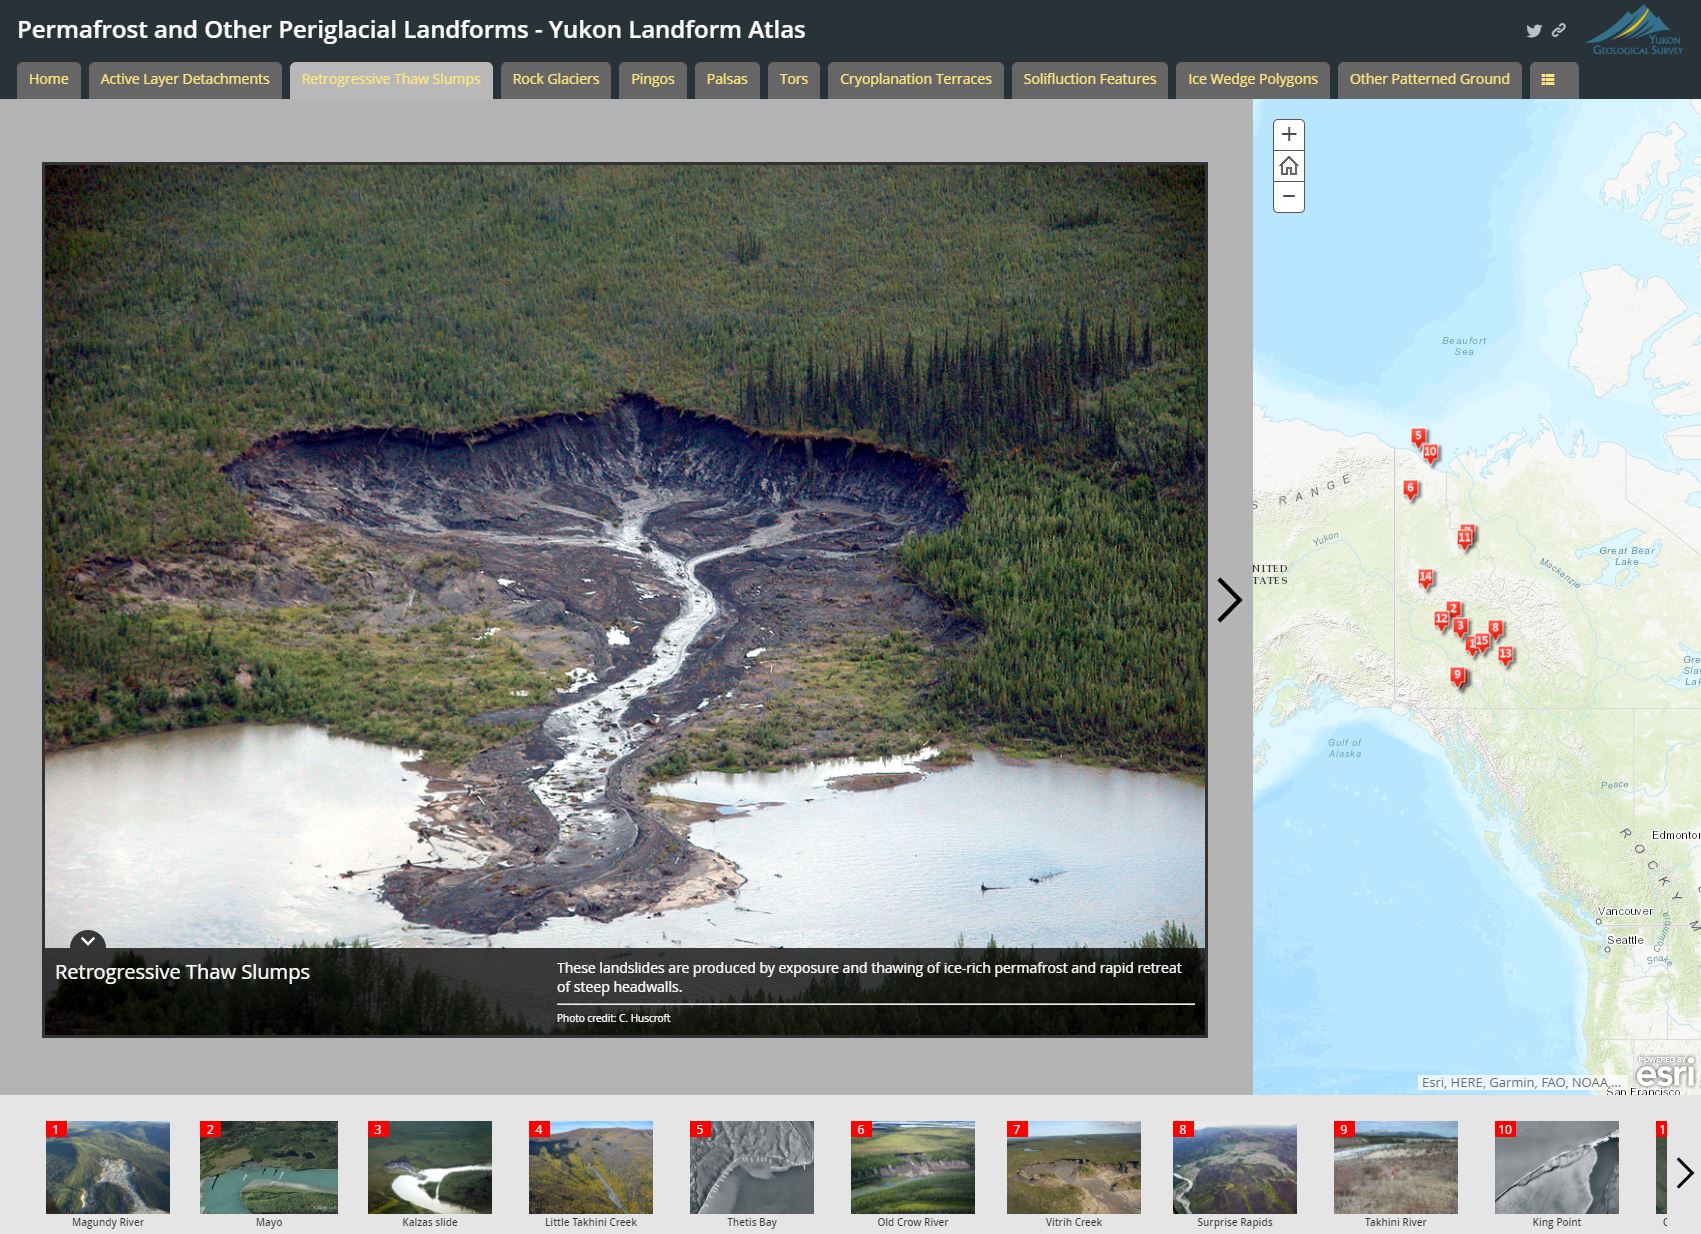 Permafrost and Other Periglacial Landforms - Yukon Landform Atlas
YUKON
GEOLOGICAL SURVEY
Home
Active Layer Detachments
Retrogressive Thaw Slumps
Rock Glaciers
Pingos
Palsas
Tors
Cryoplanation Terraces
Solifluction Features
Ice Wedge Polygons
Other Patterned Ground
Beaufort
Sea
5
10
6
RANGE
Yukon
11
Great Bear
Lake
Mackenzie
NITED
TATES
14
2
12
3
8
15
13
9
Gre
Sla
Lak
Gulf of
Alaska
Peace
Edmonton
ROCKY M
Vancouver
Seattle
Columbia
Snake
Retrogressive Thaw Slumps
These landslides are produced by exposure and thawing of ice-rich permafrost and rapid retreat
of steep headwalls.
Photo credit: C. Huscroft
POWERED BY
esri
Esri, HERE, Garmin, FAO, NOAA,...
San Francisco
1
Magundy River
2
Mayo
3
Kalzas slide
4
Little Takhini Creek
5
Thetis Bay
6
Old Crow River
7
Vitrih Creek
8
Surprise Rapids
9
Takhini River
10
King Point
1